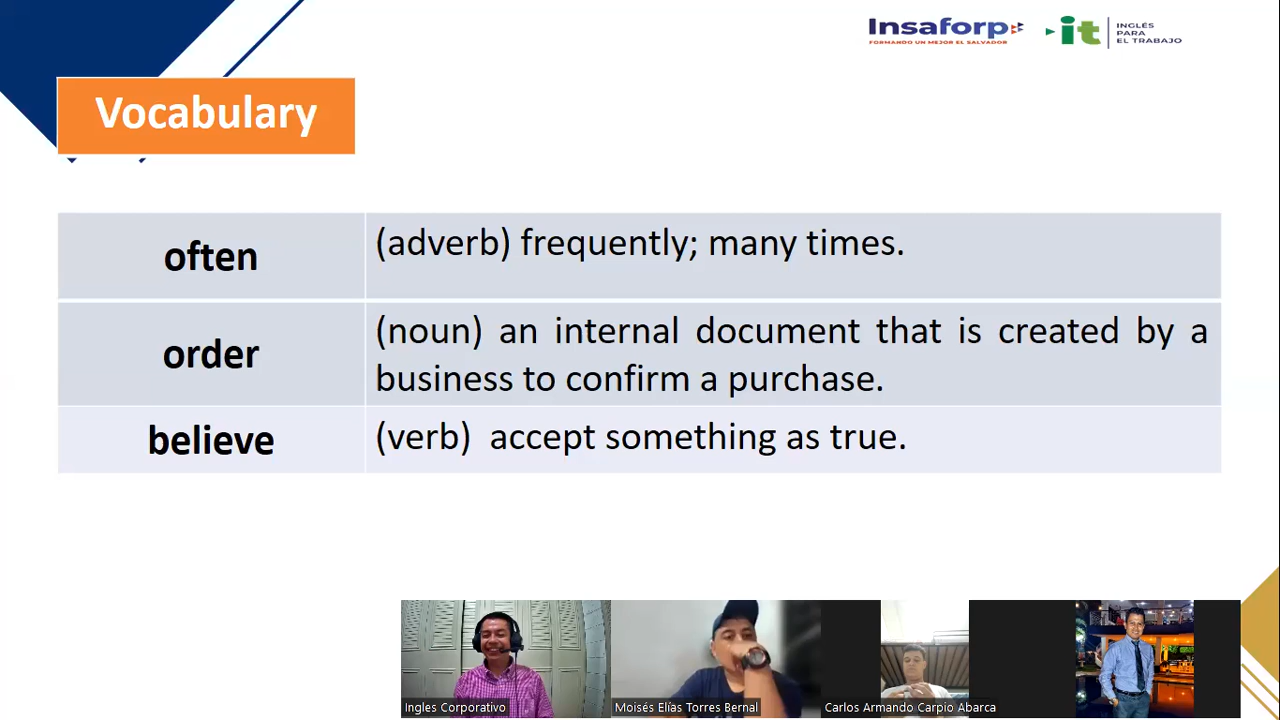 Insaforp
FORMANDO UN MEJOR EL SALVADOR
it
INGLÉS
PARA
EL TRABAJO
Vocabulary
often
(adverb) frequently; many times.
order
(noun) an internal document that is created by a
business to confirm a purchase.
believe
(verb) accept something as true.
Ingles Corporativo
Moisés Elías Torres Bernal
Carlos Armando Carpio Abarca